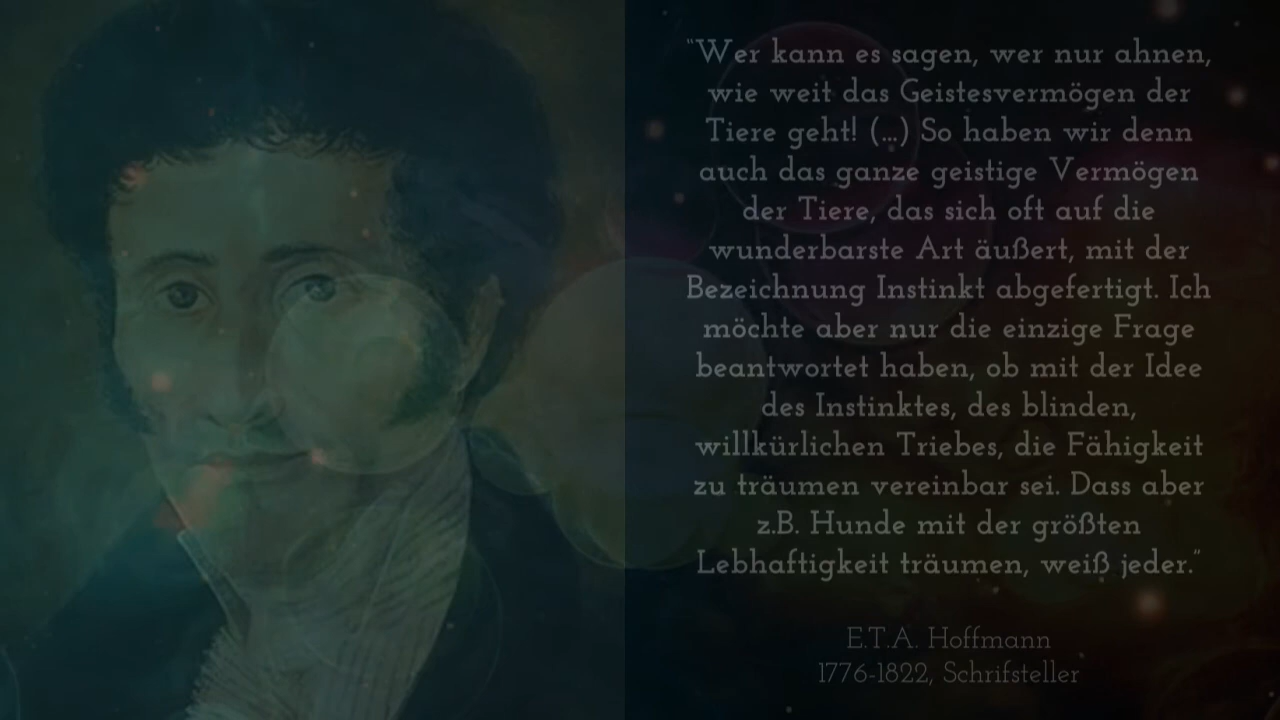 “Wer kann es sagen, wer nur ahnen,
wie weit das Geistesvermögen der
Tiere geht! (...) So haben wir denn
auch das ganze geistige Vermögen
der Tiere, das sich oft auf die
wunderbarste Art äußert, mit der
Bezeichnung Instinkt abgefertigt. Ich
möchte aber nur die einzige Frage
beantwortet haben, ob mit der Idee
des Instinktes, des blinden,
willkürlichen Triebes, die Fähigkeit
zu träumen vereinbar sei. Dass aber
z.B. Hunde mit der größten
Lebhaftigkeit träumen, weiß jeder.”
E.T.A. Hoffmann
1776-1822, Schrifsteller